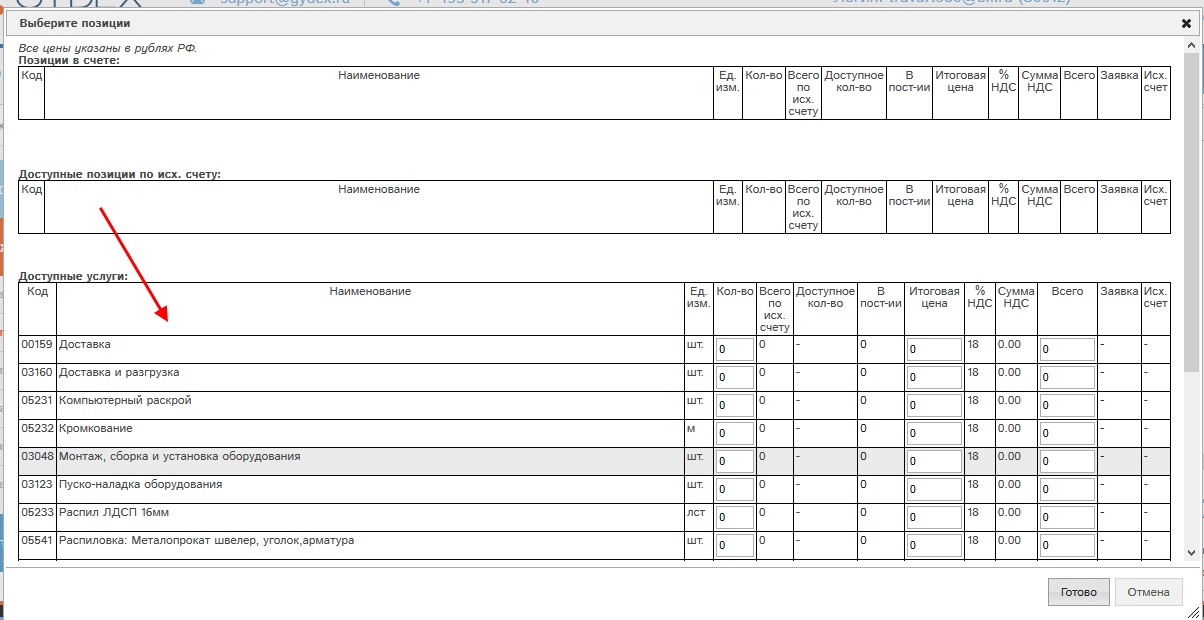 support@gydex.ru
Выберите позиции
Все цены указаны в рублях РФ.
Позиции в счете:
Код Наименование Ед. изм. Кол-во Всего по исх. счету Доступное кол-во В пост-ии Итоговая цена % НДС Сумма НДС Всего Заявка Исх. счет
Доступные позиции по исх. счету:
Код Наименование Ед. изм. Кол-во Всего по исх. счету Доступное кол-во В пост-ии Итоговая цена % НДС Сумма НДС Всего Заявка Исх. счет
Доступные услуги:
Код Наименование Ед. изм. Кол-во Всего по исх. счету Доступное кол-во В пост-ии Итоговая цена % НДС Сумма НДС Всего Заявка Исх. счет
00159 Доставка шт. 0 0 - 0 0 18 0.00 0 - -
03160 Доставка и разгрузка шт. 0 0 - 0 0 18 0.00 0 - -
05231 Компьютерный раскрой шт. 0 0 - 0 0 18 0.00 0 - -
05232 Кромкование м 0 0 - 0 0 18 0.00 0 - -
03048 Монтаж, сборка и установка оборудования шт. 0 0 - 0 0 18 0.00 0 - -
03123 Пуско-наладка оборудования шт. 0 0 - 0 0 18 0.00 0 - -
05233 Распил ЛДСП 16мм лст 0 0 - 0 0 18 0.00 0 - -
05541 Распиловка: Металопрокат швелер, уголок,арматура шт. 0 0 - 0 0 18 0.00 0 - -
Готово Отмена